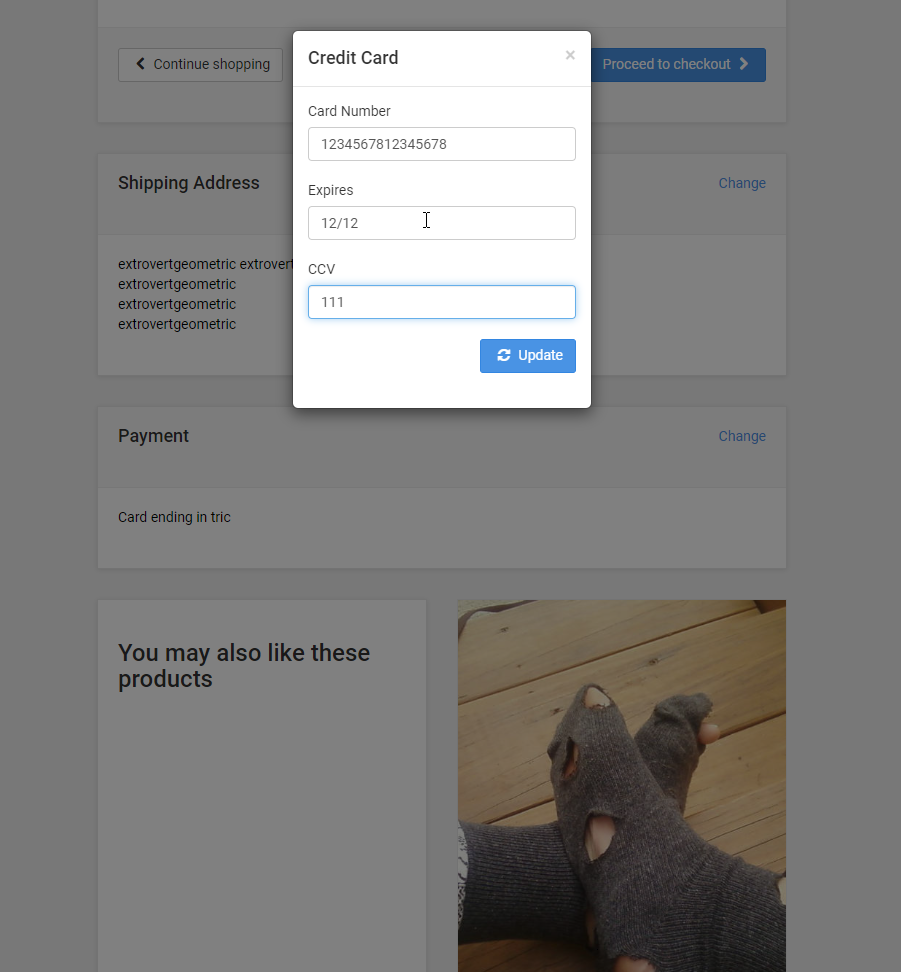 Continue shopping
Proceed to checkout
Credit Card
×
Card Number
1234567812345678
Expires
12/12
CCV
111
Update
Shipping Address
Change
extrovertgeometric extrovert
extrovertgeometric
extrovertgeometric
extrovertgeometric
Payment
Change
Card ending in tric
You may also like these
products